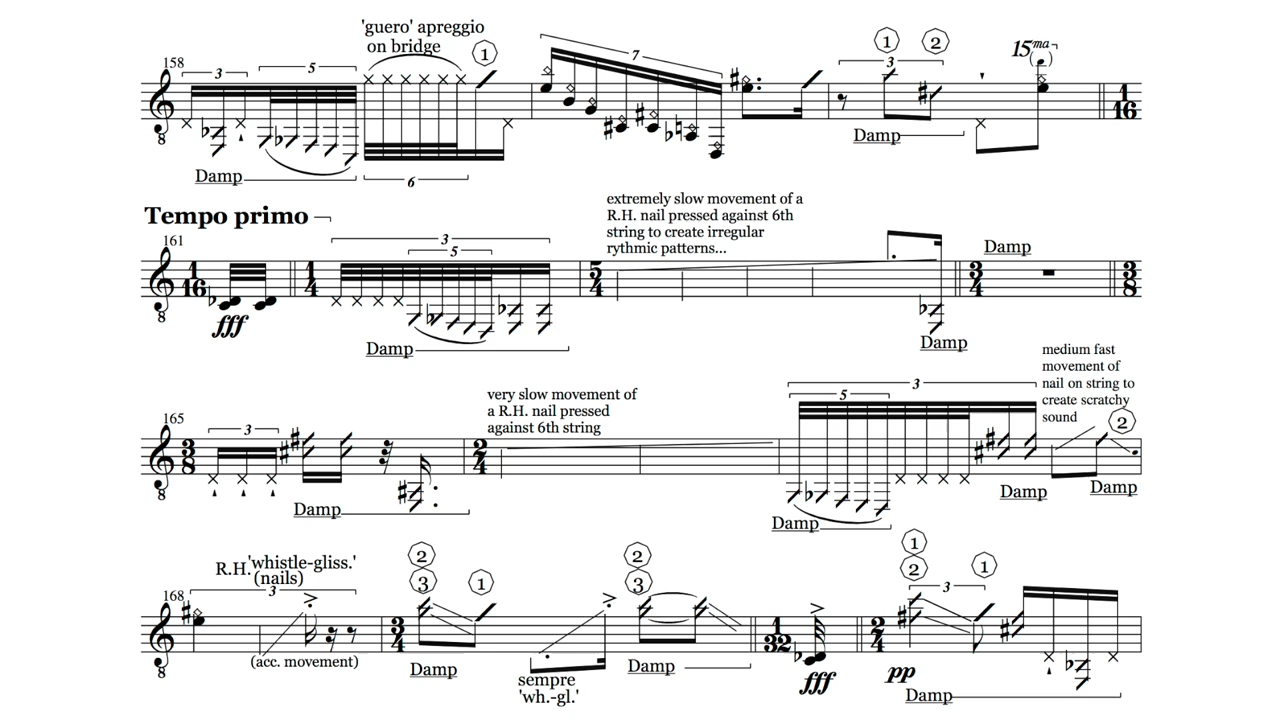 'guero' apreggio
on bridge
1
158
3
5
7
1
2
3
15ma
( )
8
Damp
6
Damp
1
16
Tempo primo
161
1
16
8
fff
1
4
3
5
Damp
extremely slow movement of a
R.H. nail pressed against 6th
string to create irregular
rythmic patterns...
5
4
Damp
3
4
Damp
3
8
165
3
8
8
3
Damp
very slow movement of
a R.H. nail pressed
against 6th string
2
4
3
5
Damp
Damp
medium fast
movement of
nail on string to
create scratchy
sound
2
Damp
168
8
R.H.'whistle-gliss.'
(nails)
3
(acc. movement)
3
4
2
3
1
Damp
sempre
'wh.-gl.'
2
3
Damp
1
32
fff
2
4
1
2
3
1
pp
Damp